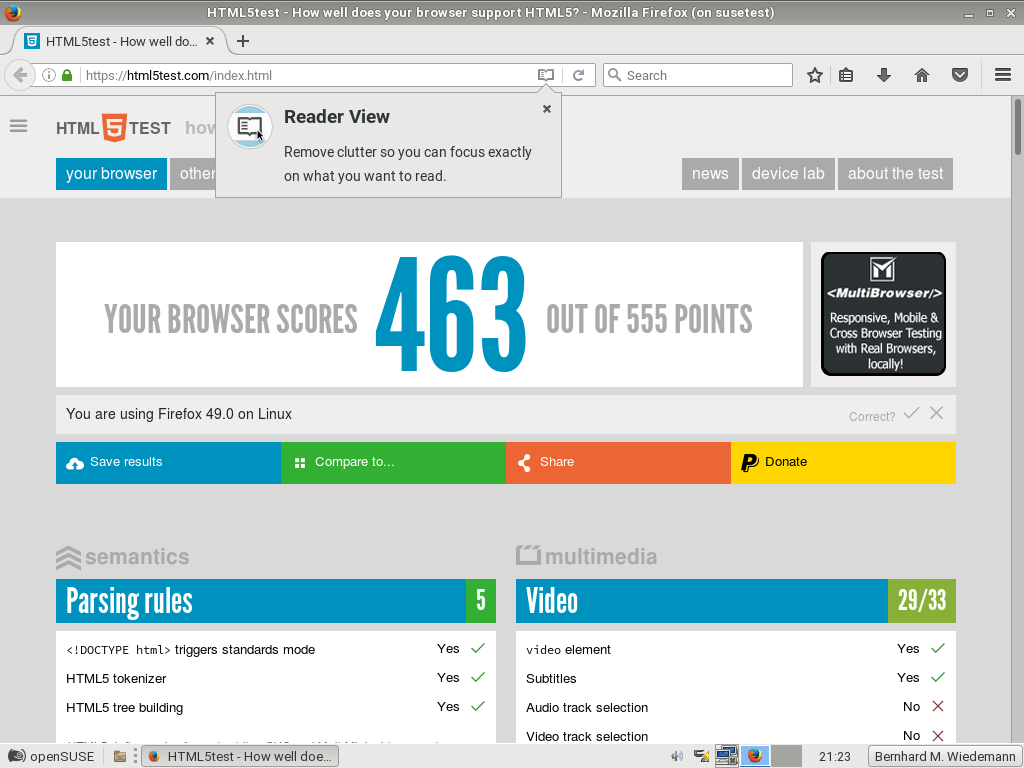 HTML5test - How well does your browser support HTML5? - Mozilla Firefox (on susetest)
HTML5test - How well do...
https://html5test.com/index.html
Search
Reader View
Remove clutter so you can focus exactly
on what you want to read.
HTML 5 TEST how
your browser
other
news
device lab
about the test
YOUR BROWSER SCORES 463 OUT OF 555 POINTS
<MultiBrowser/>
Responsive, Mobile &
Cross Browser Testing
with Real Browsers,
locally!
You are using Firefox 49.0 on Linux
Correct?
Save results
Compare to...
Share
Donate
semantics
Parsing rules 5
<!DOCTYPE html> triggers standards mode Yes
HTML5 tokenizer Yes
HTML5 tree building Yes
multimedia
Video 29/33
video element Yes
Subtitles Yes
Audio track selection No
Video track selection No
openSUSE
HTML5test - How well doe...
21:23
Bernhard M. Wiedemann